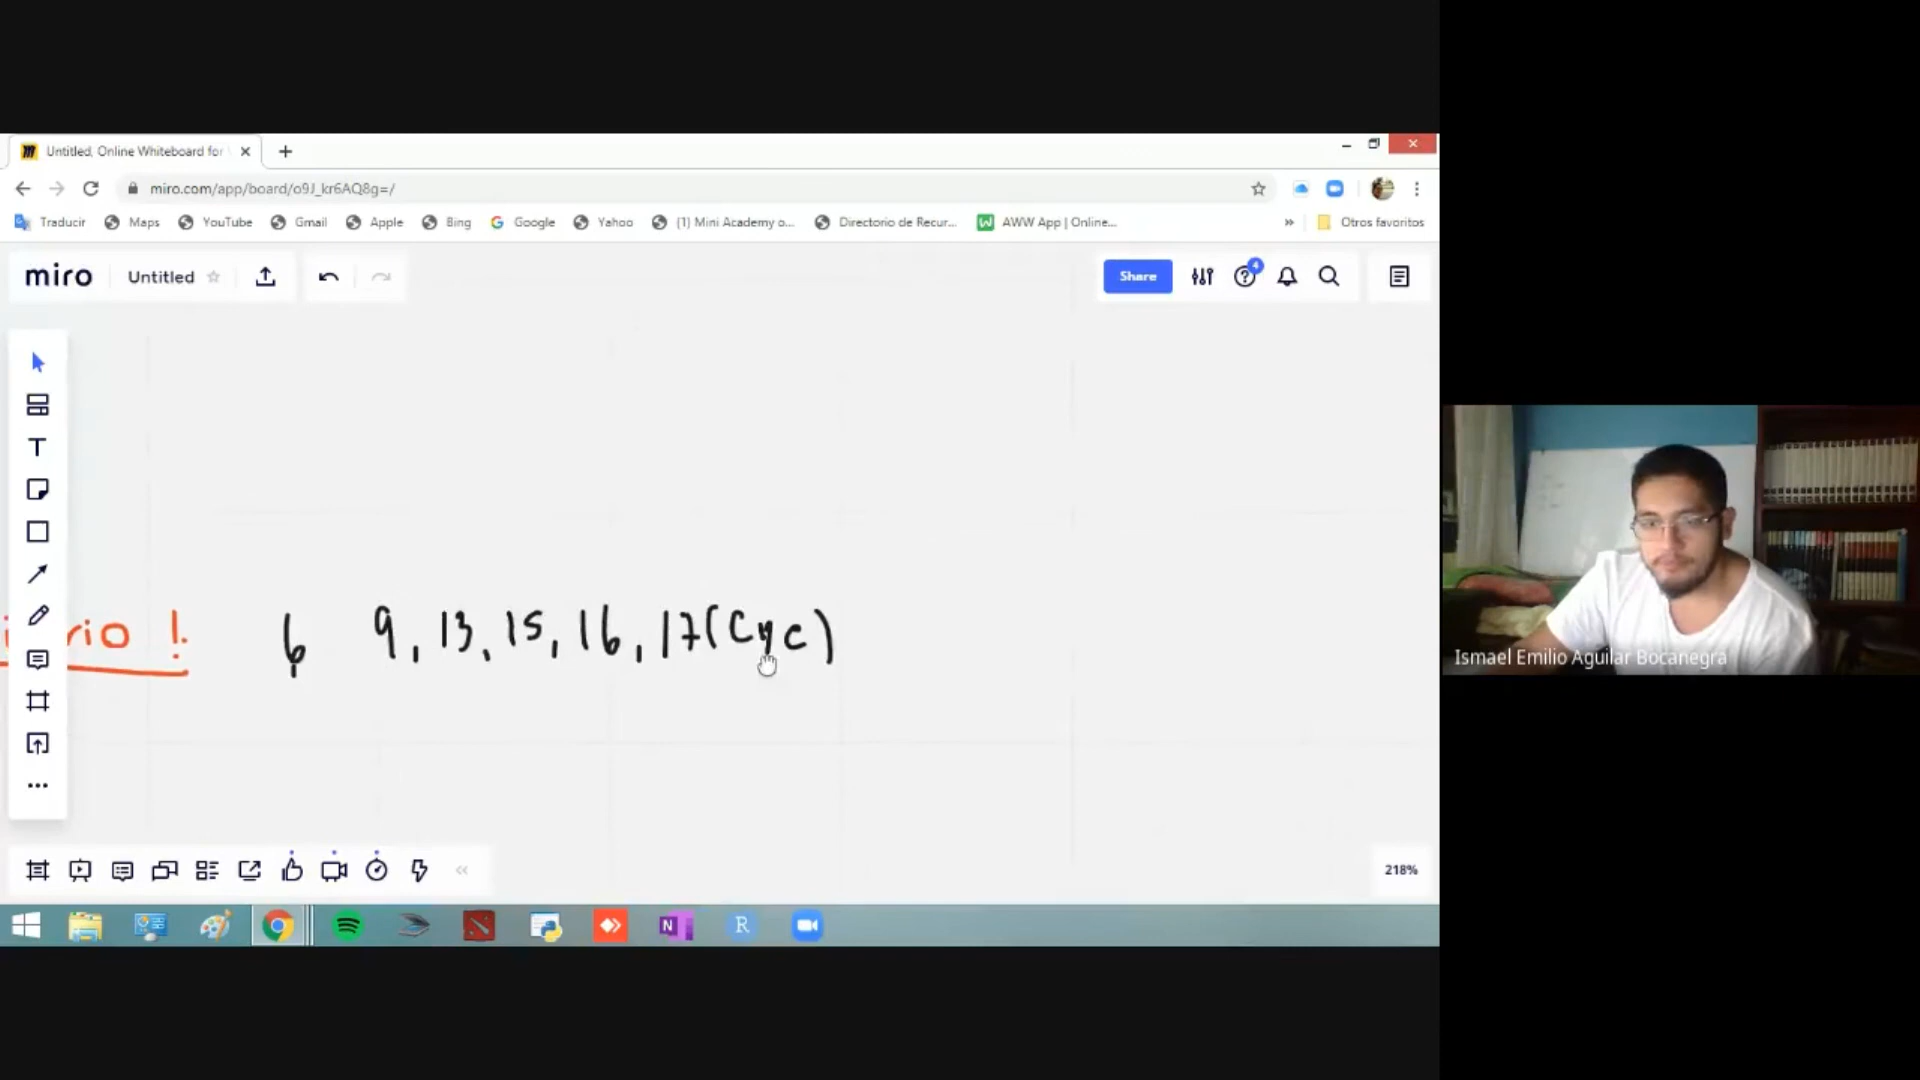 Untitled, Online Whiteboard for
miro.com/app/board/o9J_kr6AQ8g=/
Traducir Maps YouTube Gmail Apple Bing Google Yahoo (1) Mini Academy o... Directorio de Recur... AWW App | Online... » Otros favoritos
miro Untitled Share 4
rio !
6 9, 13, 15, 16, 17 (Cyc)
Ismael Emilio Aguilar Bocanegra
218%